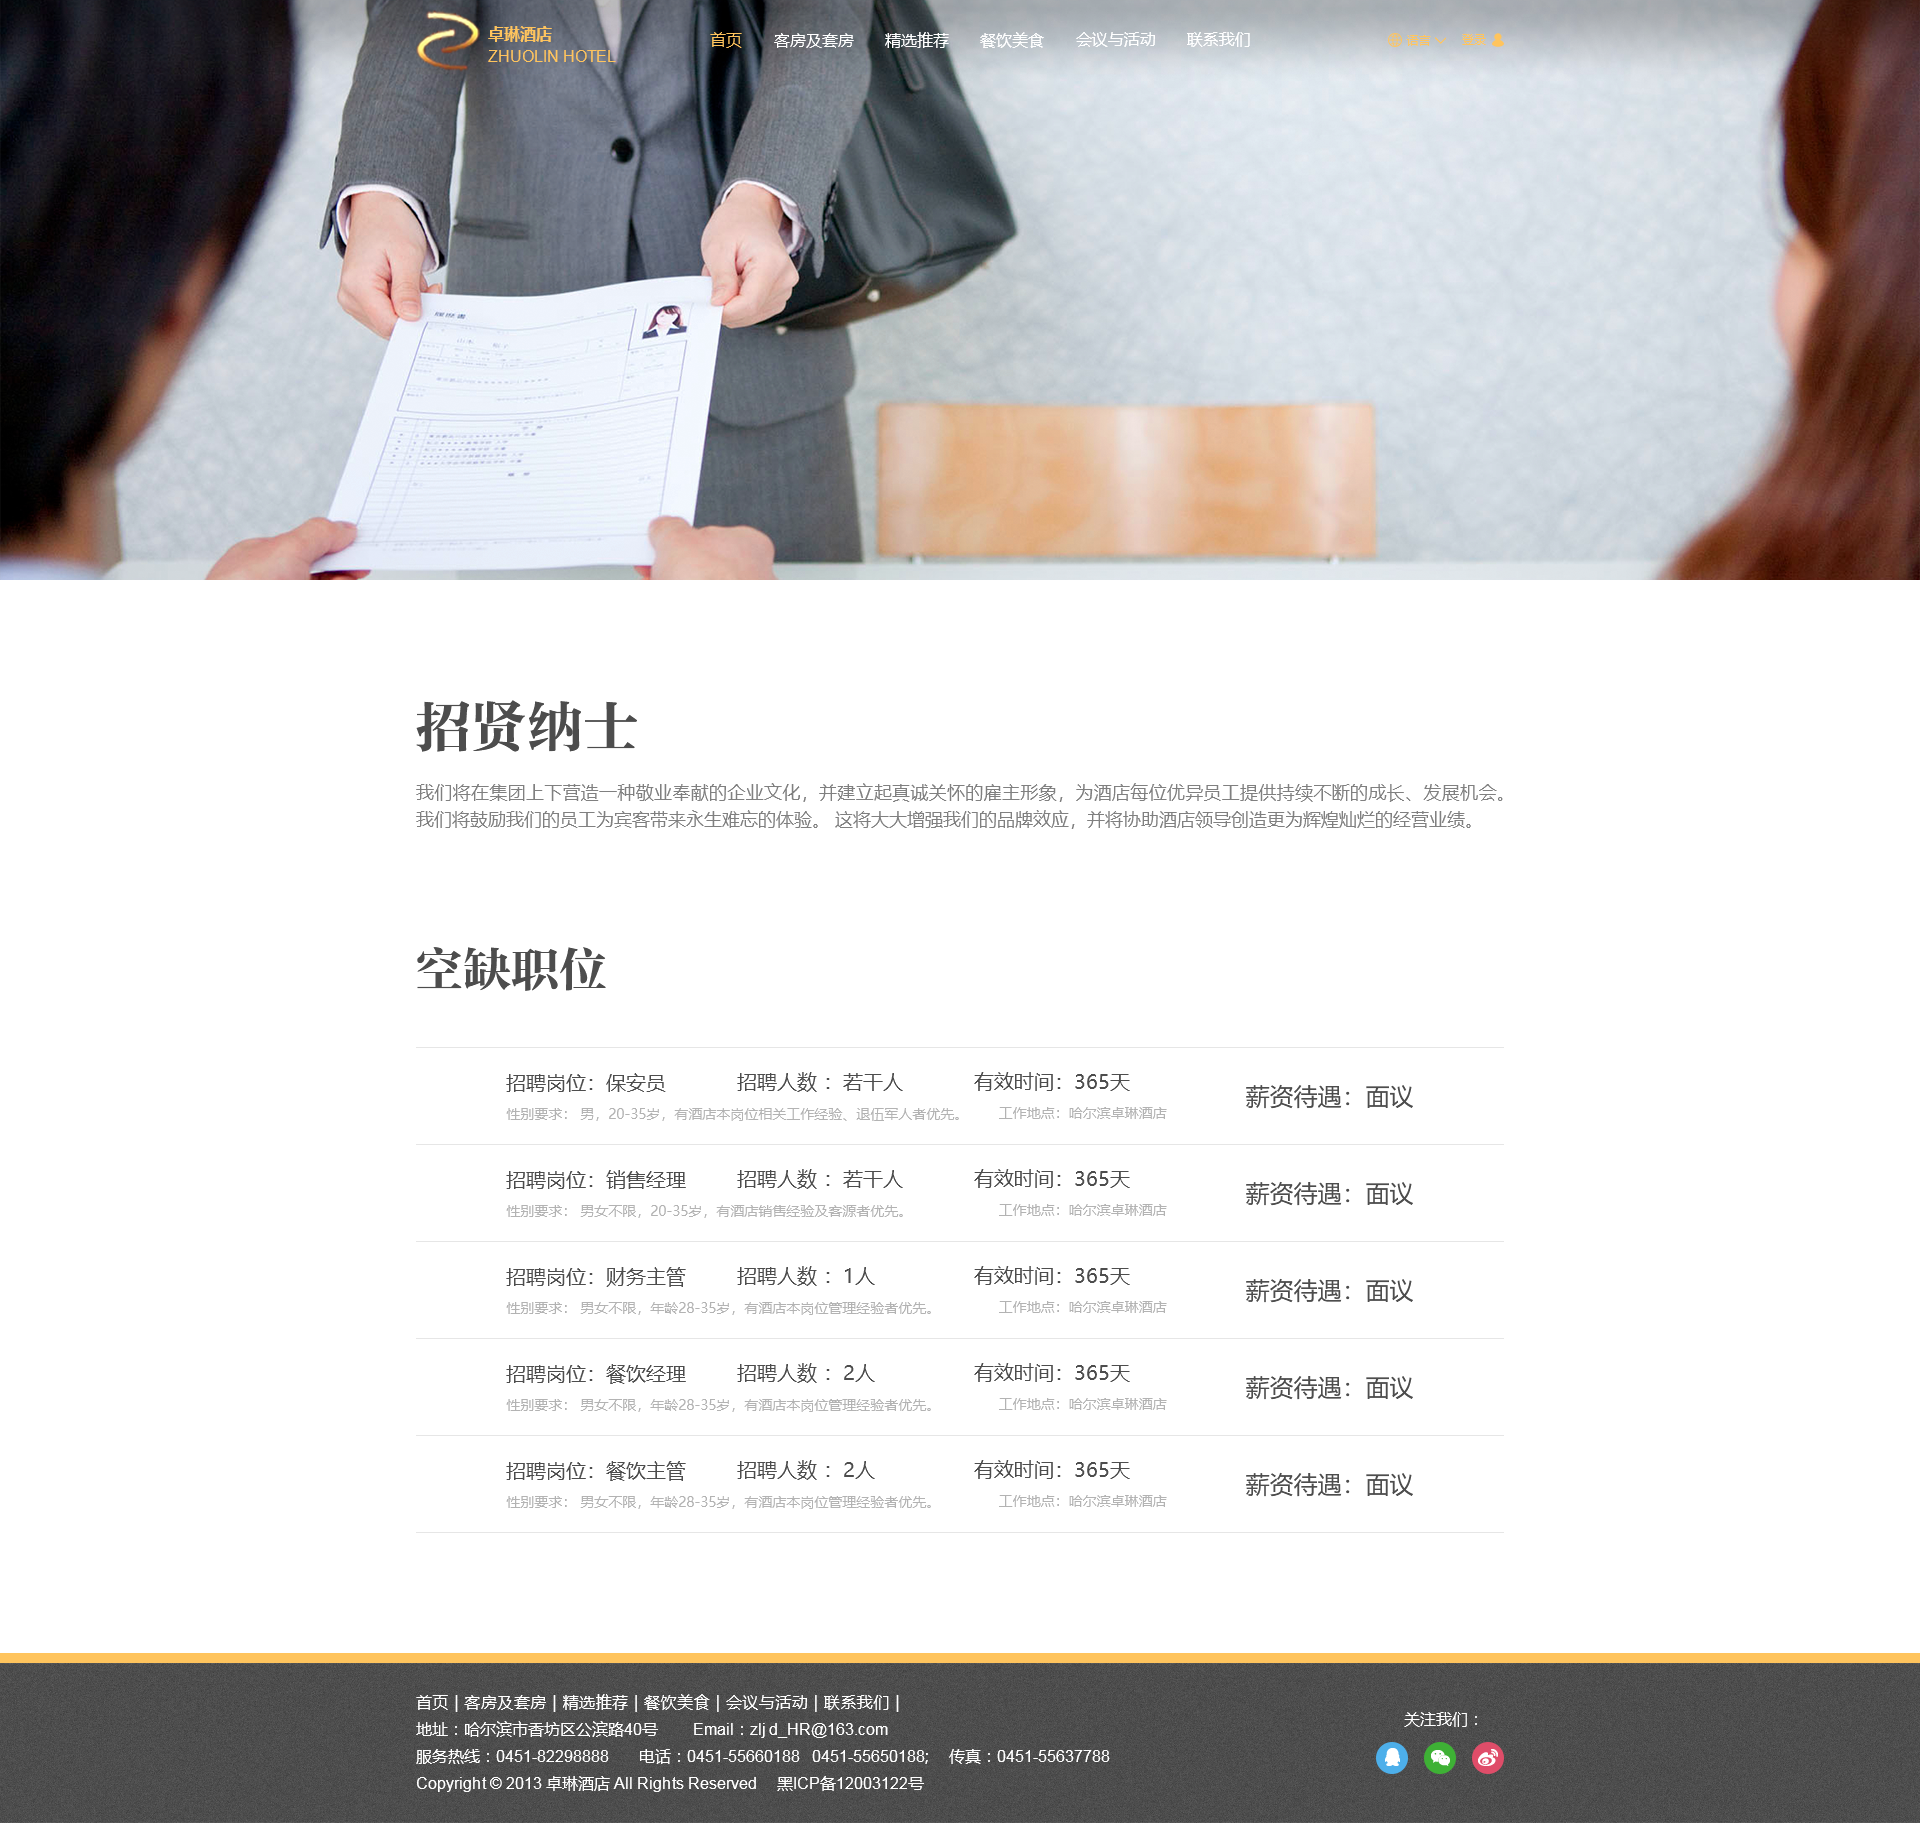 卓琳酒店
ZHUOLIN HOTEL
首页 客房及套房 精选推荐 餐饮美食 会议与活动 联系我们
登录
招贤纳士
我们将在集团上下营造一种敬业奉献的企业文化，并建立起真诚关怀的雇主形象，为酒店每位优异员工提供持续不断的成长、发展机会。
我们将鼓励我们的员工为宾客带来永生难忘的体验。 这将大大增强我们的品牌效应，并将协助酒店领导创造更为辉煌灿烂的经营业绩。
空缺职位
招聘岗位：保安员 招聘人数 ：若干人 有效时间：365天
薪资待遇：面议
性别要求： 男，20-35岁，有酒店本岗位相关工作经验、退伍军人者优先。 工作地点：哈尔滨卓琳酒店
招聘岗位：销售经理 招聘人数 ：若干人 有效时间：365天
薪资待遇：面议
性别要求： 男女不限，20-35岁，有酒店销售经验及客源者优先。 工作地点：哈尔滨卓琳酒店
招聘岗位：财务主管 招聘人数 ：1人 有效时间：365天
薪资待遇：面议
性别要求： 男女不限，年龄28-35岁，有酒店本岗位管理经验者优先。 工作地点：哈尔滨卓琳酒店
招聘岗位：餐饮经理 招聘人数 ：2人 有效时间：365天
薪资待遇：面议
性别要求： 男女不限，年龄28-35岁，有酒店本岗位管理经验者优先。 工作地点：哈尔滨卓琳酒店
招聘岗位：餐饮主管 招聘人数 ：2人 有效时间：365天
薪资待遇：面议
性别要求： 男女不限，年龄28-35岁，有酒店本岗位管理经验者优先。 工作地点：哈尔滨卓琳酒店
首页 | 客房及套房 | 精选推荐 | 餐饮美食 | 会议与活动 | 联系我们 |
地址：哈尔滨市香坊区公滨路40号 Email：zljd_HR@163.com
服务热线：0451-82298888 电话：0451-55660188 0451-55650188; 传真：0451-55637788
Copyright © 2013 卓琳酒店 All Rights Reserved 黑ICP备12003122号
关注我们：